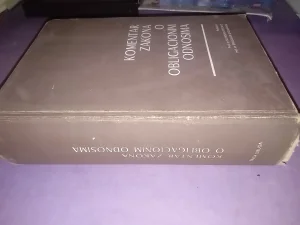 KOMENTAR
ZAKONA
O
OBLIGACIONIM
ODNOSIMA
KOMENTAR ZAKONA
O OBLIGACIONIM ODNOSIMA